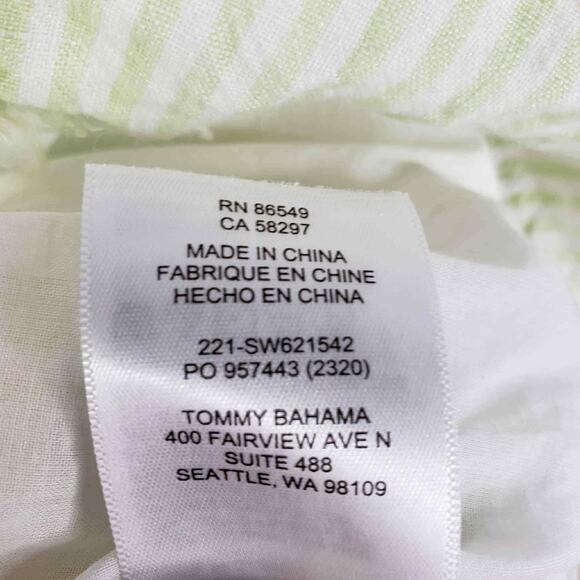 RN 86549
CA 58297
MADE IN CHINA
FABRIQUE EN CHINE
HECHO EN CHINA
221-SW621542
PO 957443 (2320)
TOMMY BAHAMA
400 FAIRVIEW AVE N
SUITE 488
SEATTLE, WA 98109